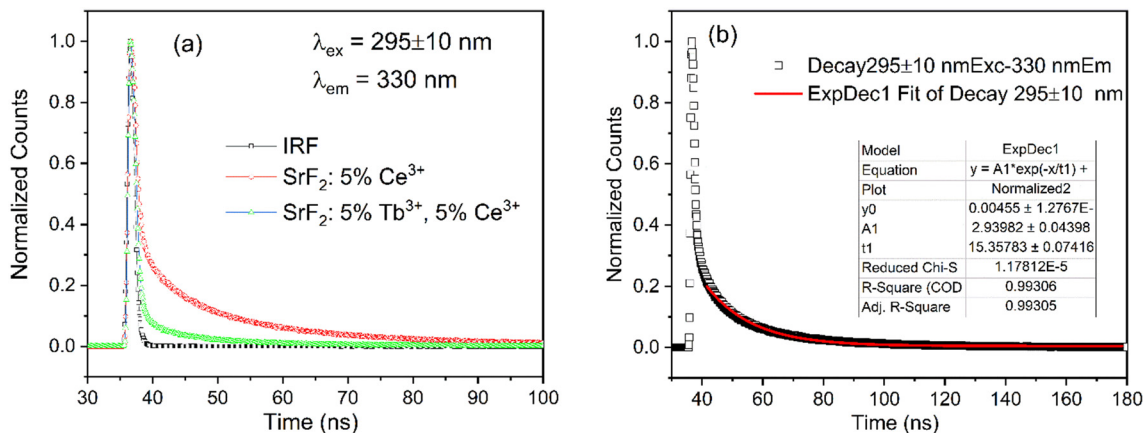 (a)
λex = 295±10 nm
λem = 330 nm
IRF
SrF2: 5% Ce3+
SrF2: 5% Tb3+, 5% Ce3+
Normalized Counts
1.0
0.8
0.6
0.4
0.2
0.0
30 40 50 60 70 80 90 100
Time (ns)
(b)
Decay295±10 nmExc-330 nmEm
ExpDec1 Fit of Decay 295±10 nm
Model ExpDec1
Equation y = A1*exp(-x/t1) +
Plot Normalized2
y0 0.00455 ± 1.2767E-
A1 2.93982 ± 0.04398
t1 15.35783 ± 0.07416
Reduced Chi-S 1.17812E-5
R-Square (COD 0.99306
Adj. R-Square 0.99305
Normalized Counts
1.0
0.8
0.6
0.4
0.2
0.0
40 60 80 100 120 140 160 180
Time (ns)